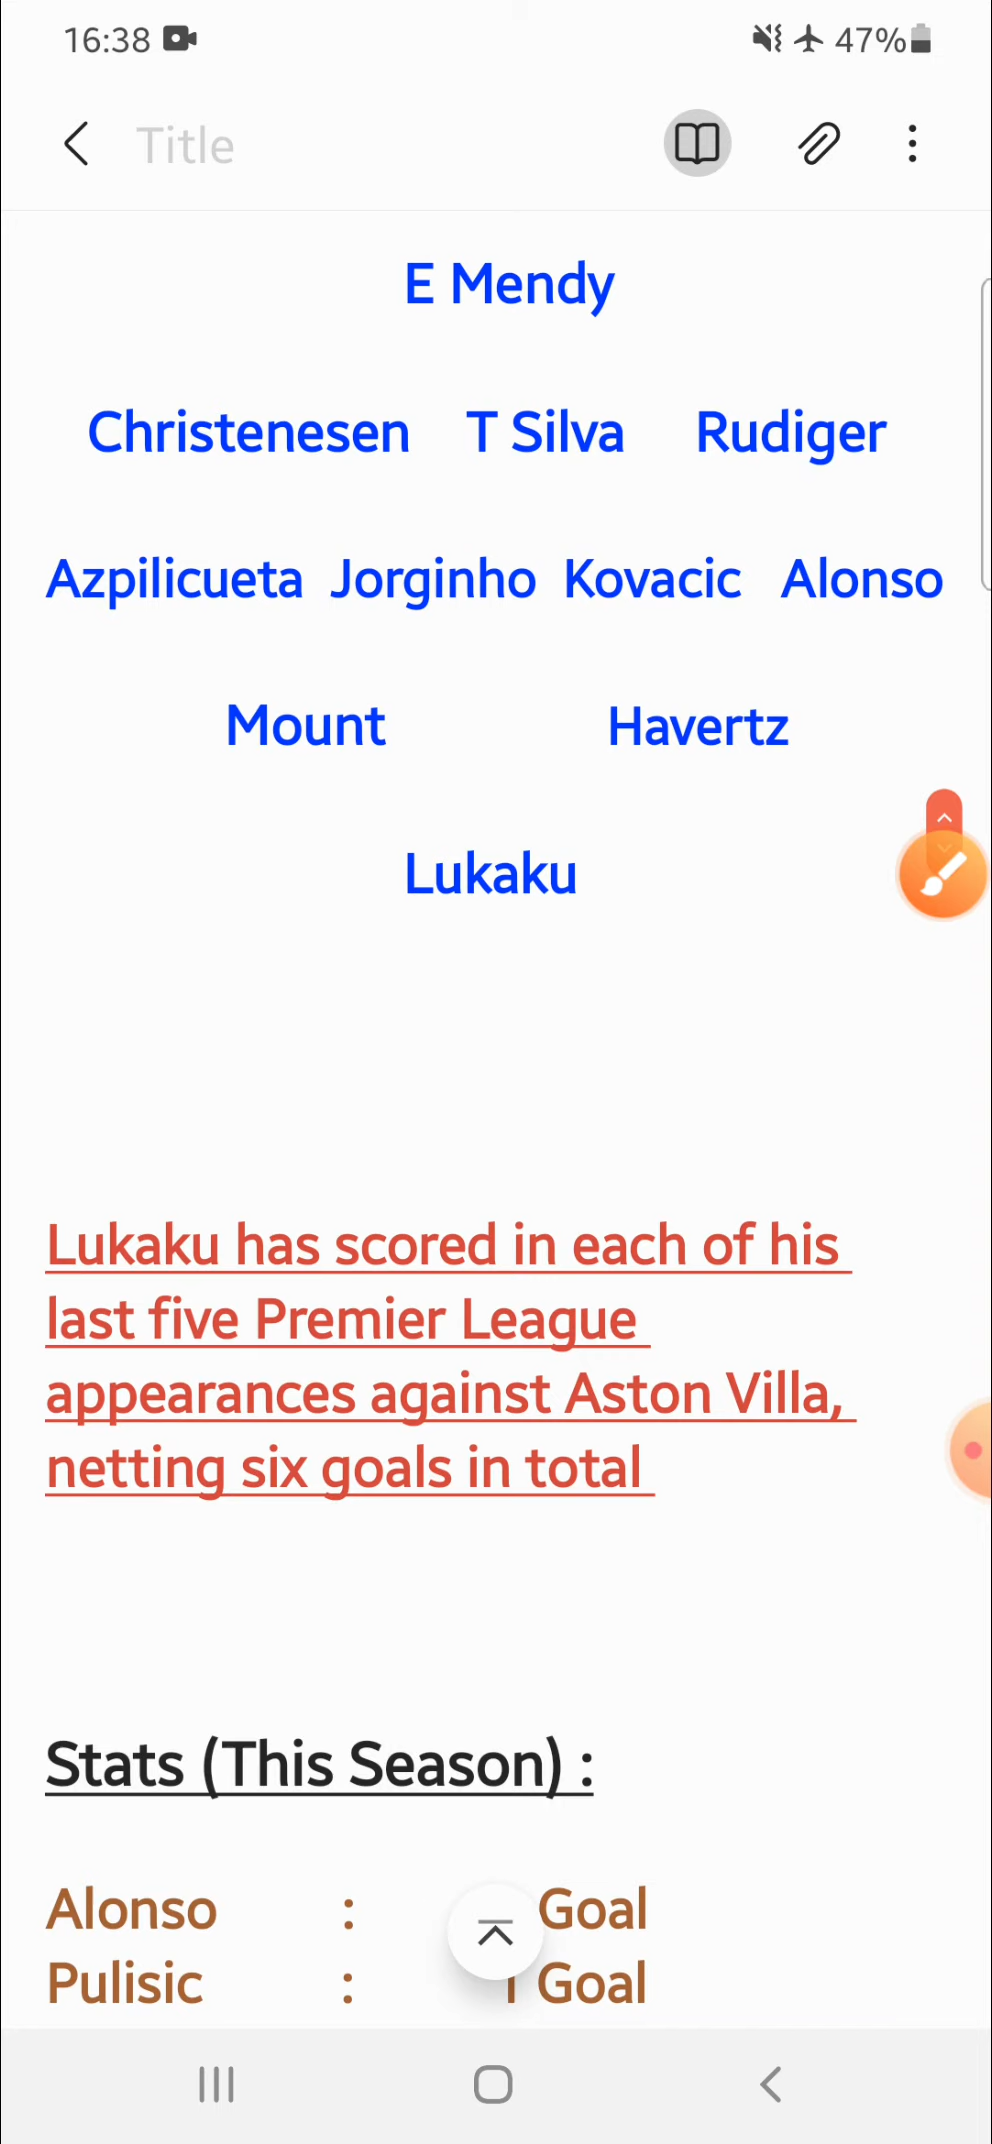 16:38 47%
Title
E Mendy
Christenesen T Silva Rudiger
Azpilicueta Jorginho Kovacic Alonso
Mount Havertz
Lukaku
Lukaku has scored in each of his
last five Premier League
appearances against Aston Villa,
netting six goals in total
Stats (This Season) :
Alonso : Goal
Pulisic : 1 Goal